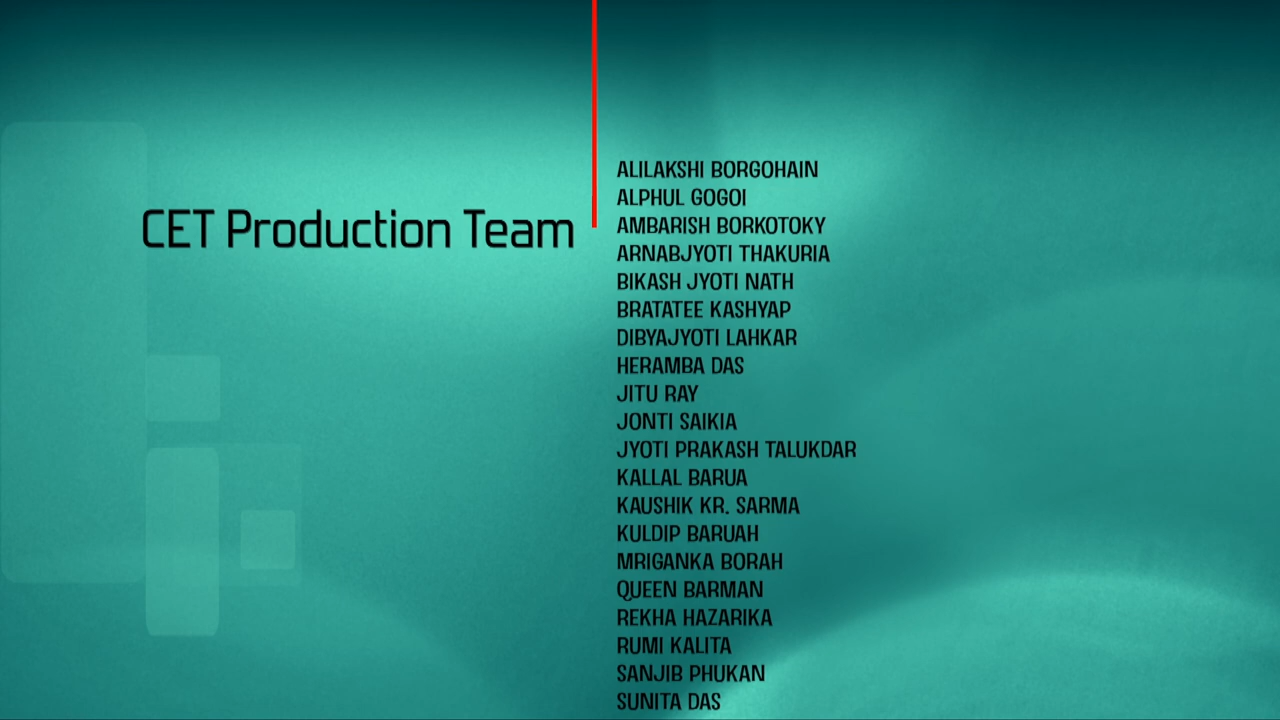 CET Production Team
ALILAKSHI BORGOHAIN
ALPHUL GOGOI
AMBARISH BORKOTOKY
ARNABJYOTI THAKURIA
BIKASH JYOTI NATH
BRATATEE KASHYAP
DIBYAJYOTI LAHKAR
HERAMBA DAS
JITU RAY
JONTI SAIKIA
JYOTI PRAKASH TALUKDAR
KALLAL BARUA
KAUSHIK KR. SARMA
KULDIP BARUAH
MRIGANKA BORAH
QUEEN BARMAN
REKHA HAZARIKA
RUMI KALITA
SANJIB PHUKAN
SUNITA DAS